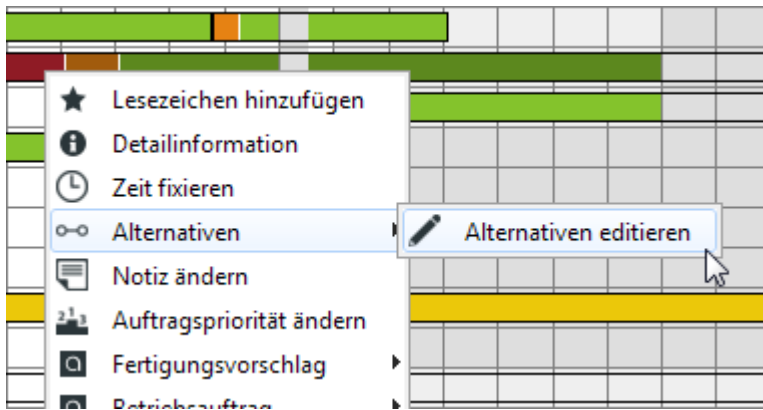 Lesezeichen hinzufügen
Detailinformation
Zeit fixieren
Alternativen
Alternativen editieren
Notiz ändern
Auftragspriorität ändern
Fertigungsvorschlag
Betriebsauftrag